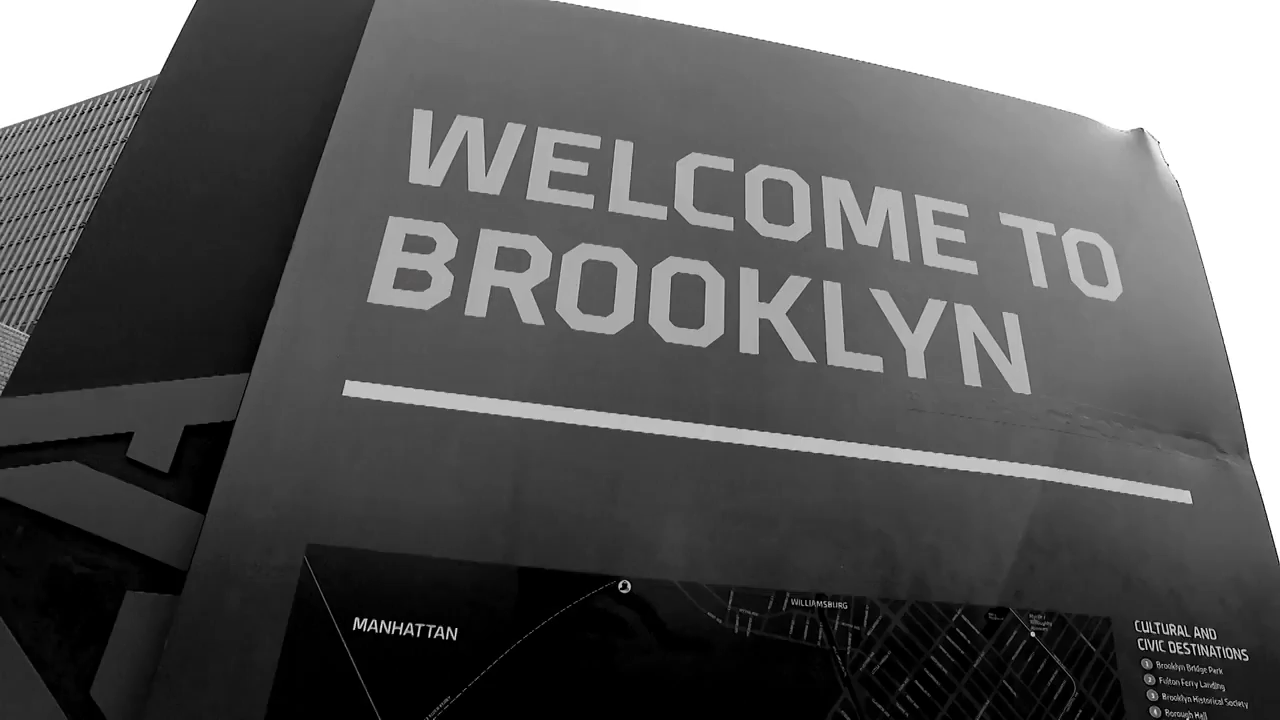 WELCOME TO
BROOKLYN
MANHATTAN
WILLIAMSBURG
CULTURAL AND
CIVIC DESTINATIONS
1 Brooklyn Bridge Park
2 Fulton Ferry Landing
3 Brooklyn Historical Society
4 Borough Hall